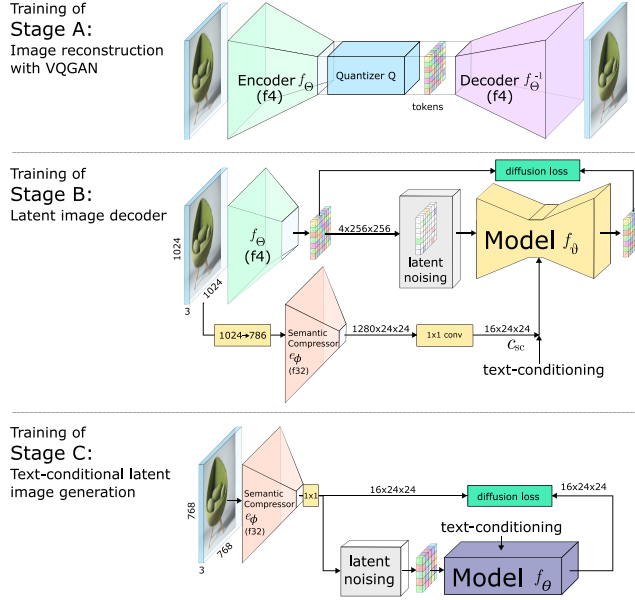 Training of
Stage A:
Image reconstruction
with VQGAN
Encoder fΘ
(f4)
Quantizer Q
tokens
Decoder fΘ⁻¹
(f4)
Training of
Stage B:
Latent image decoder
1024
1024
3
fΘ
(f4)
4x256x256
latent
noising
diffusion loss
Model fϑ
1024→786
Semantic
Compressor
eϕ
(f32)
1280x24x24
1x1 conv
16x24x24
csc
text-conditioning
Training of
Stage C:
Text-conditional latent
image generation
768
768
3
Semantic
Compressor
eϕ
(f32)
1x1
16x24x24
diffusion loss
16x24x24
text-conditioning
latent
noising
Model fθ